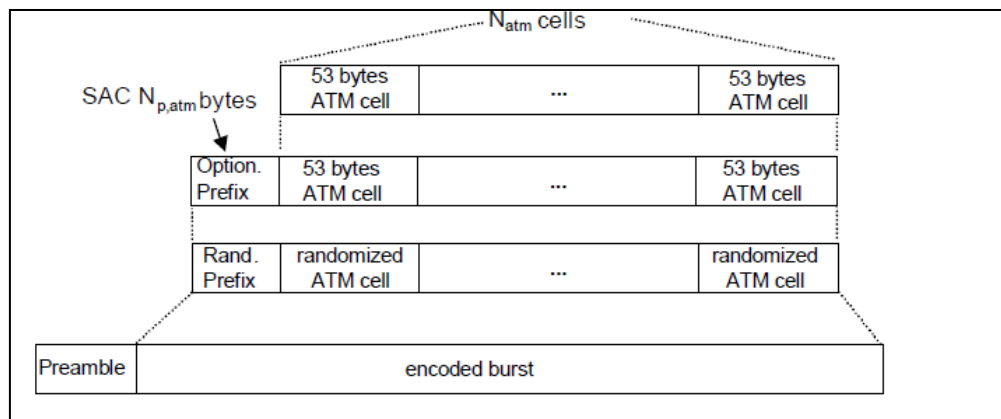 N_atm cells
53 bytes
ATM cell
...
53 bytes
ATM cell
SAC N_p,atm bytes
Option.
Prefix
53 bytes
ATM cell
...
53 bytes
ATM cell
Rand.
Prefix
randomized
ATM cell
...
randomized
ATM cell
Preamble
encoded burst